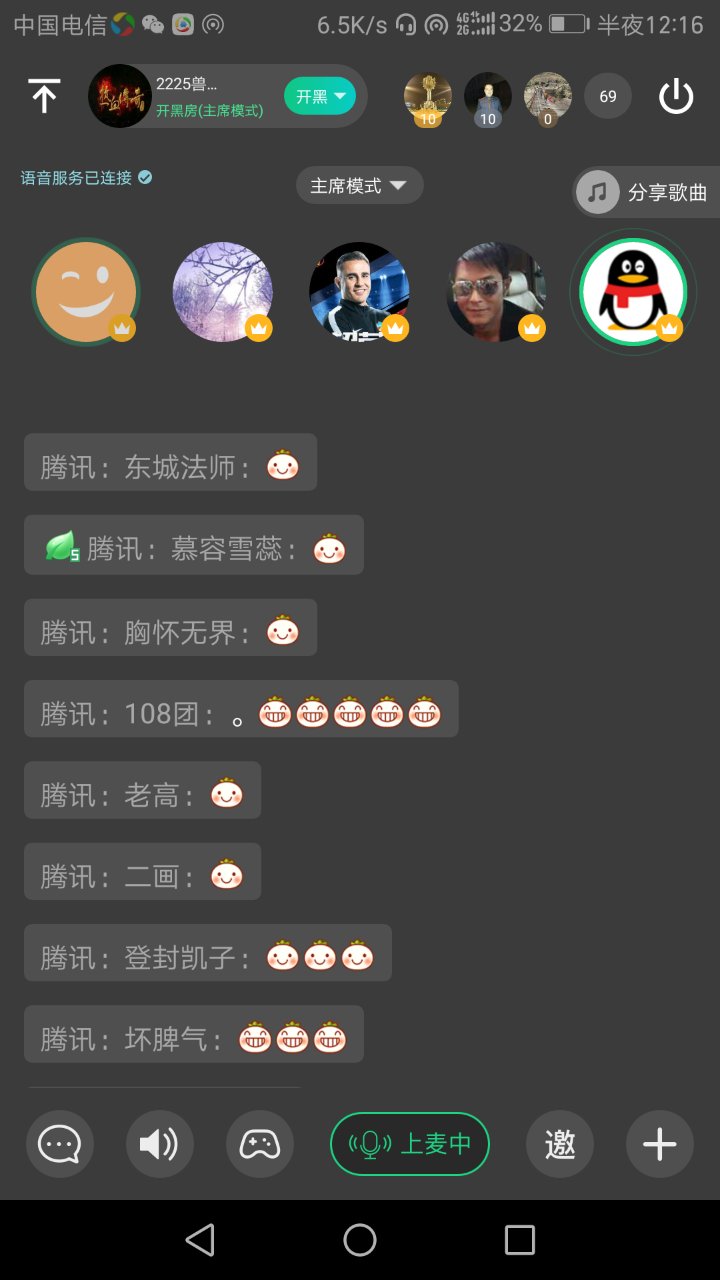 中国电信 6.5K/s 4G 2G 32% 半夜12:16
2225兽...
开黑房(主席模式)
开黑
10 10 0 69
语音服务已连接
主席模式
分享歌曲
腾讯：东城法师：
5 腾讯：慕容雪蕊：
腾讯：胸怀无界：
腾讯：108团：。
腾讯：老高：
腾讯：二画：
腾讯：登封凯子：
腾讯：坏脾气：
上麦中 邀